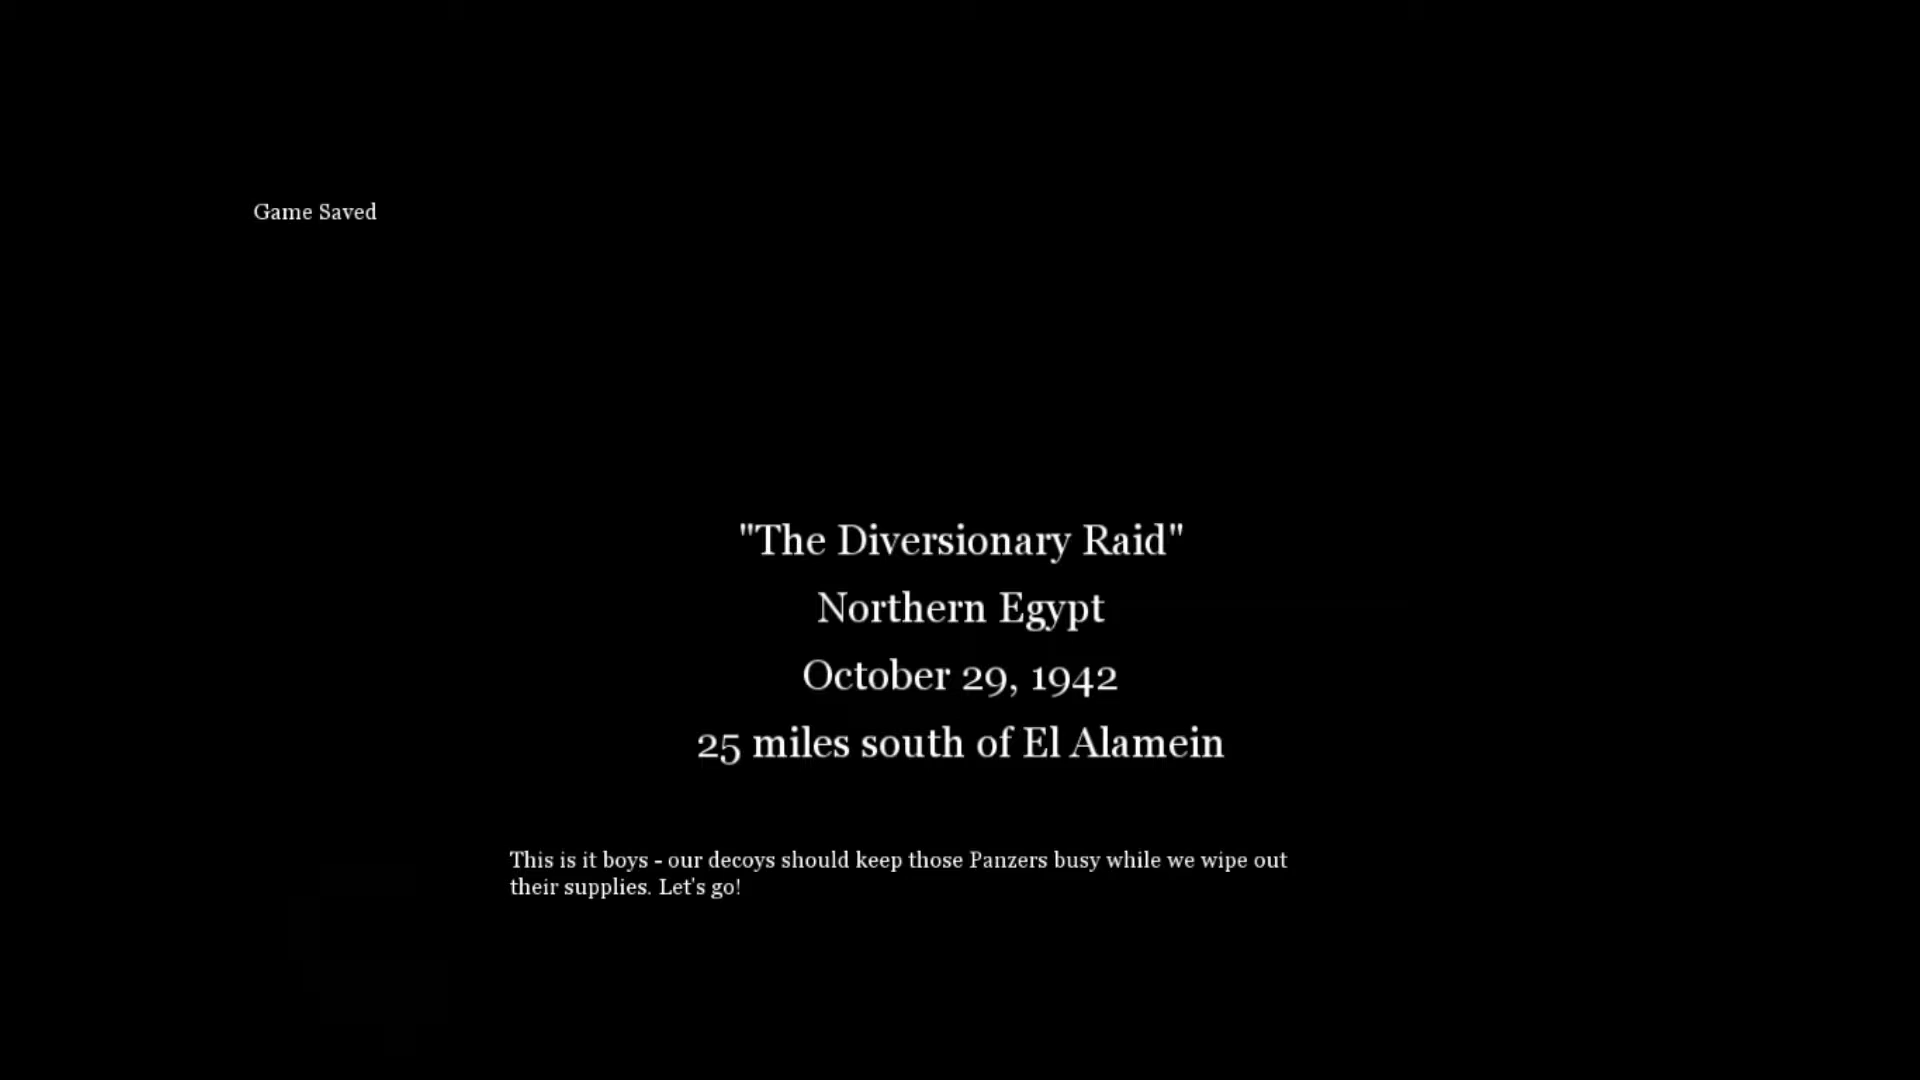 Game Saved
"The Diversionary Raid"
Northern Egypt
October 29, 1942
25 miles south of El Alamein
This is it boys - our decoys should keep those Panzers busy while we wipe out
their supplies. Let's go!